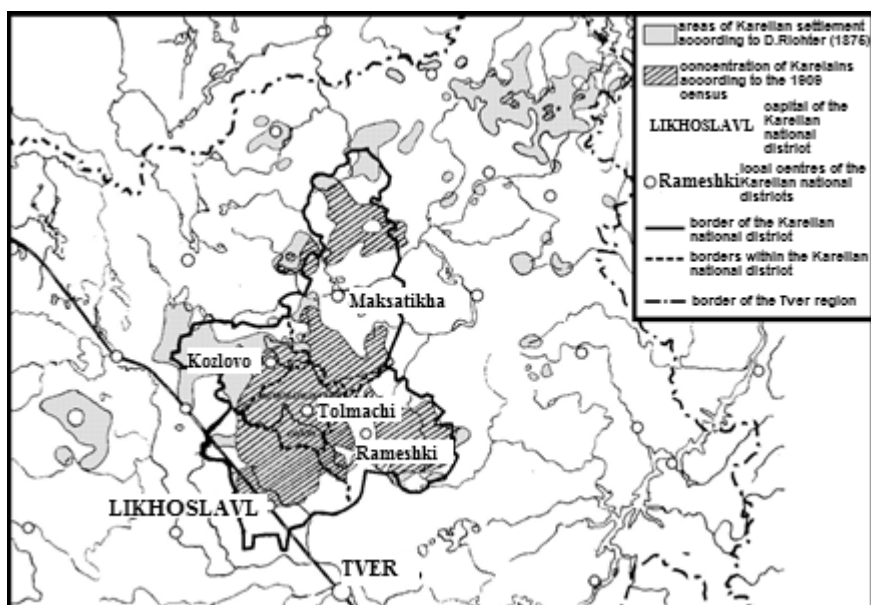 areas of Karelian settlement
according to D.Richter (1875)
concentration of Karelains
according to the 1909
census
LIKHOSLAVL
capital of the
Karelian
national
district
Rameshki
local centres of the
Karelian national
districts
border of the Karelian
national district
borders within the Karelian
national district
border of the Tver region
Maksatikha
Kozlovo
Tolmachi
Rameshki
LIKHOSLAVL
TVER